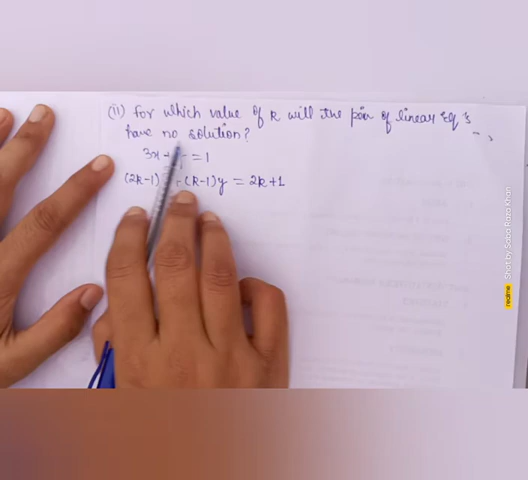 (ii) for which value of k will the pair of linear Eq's
have no solution?
3x+ = 1
(2k-1) (k-1)y = 2k+1
realme Shot by Saba Raza Khan